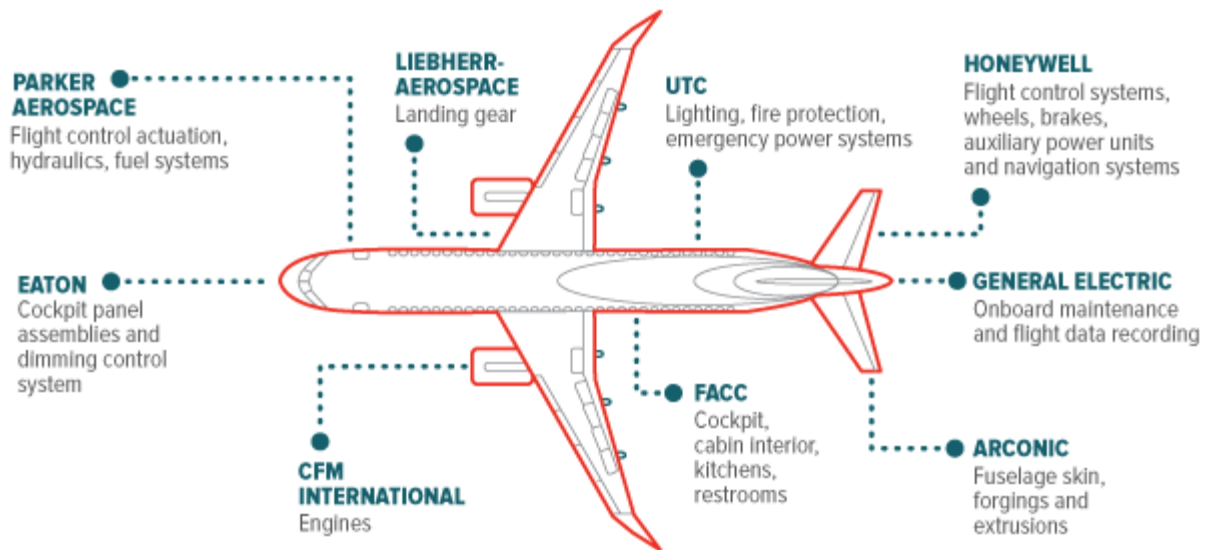 PARKER
AEROSPACE
Flight control actuation,
hydraulics, fuel systems
LIEBHERR-
AEROSPACE
Landing gear
UTC
Lighting, fire protection,
emergency power systems
HONEYWELL
Flight control systems,
wheels, brakes,
auxiliary power units
and navigation systems
EATON
Cockpit panel
assemblies and
dimming control
system
GENERAL ELECTRIC
Onboard maintenance
and flight data recording
CFM
INTERNATIONAL
Engines
FACC
Cockpit,
cabin interior,
kitchens,
restrooms
ARCONIC
Fuselage skin,
forgings and
extrusions